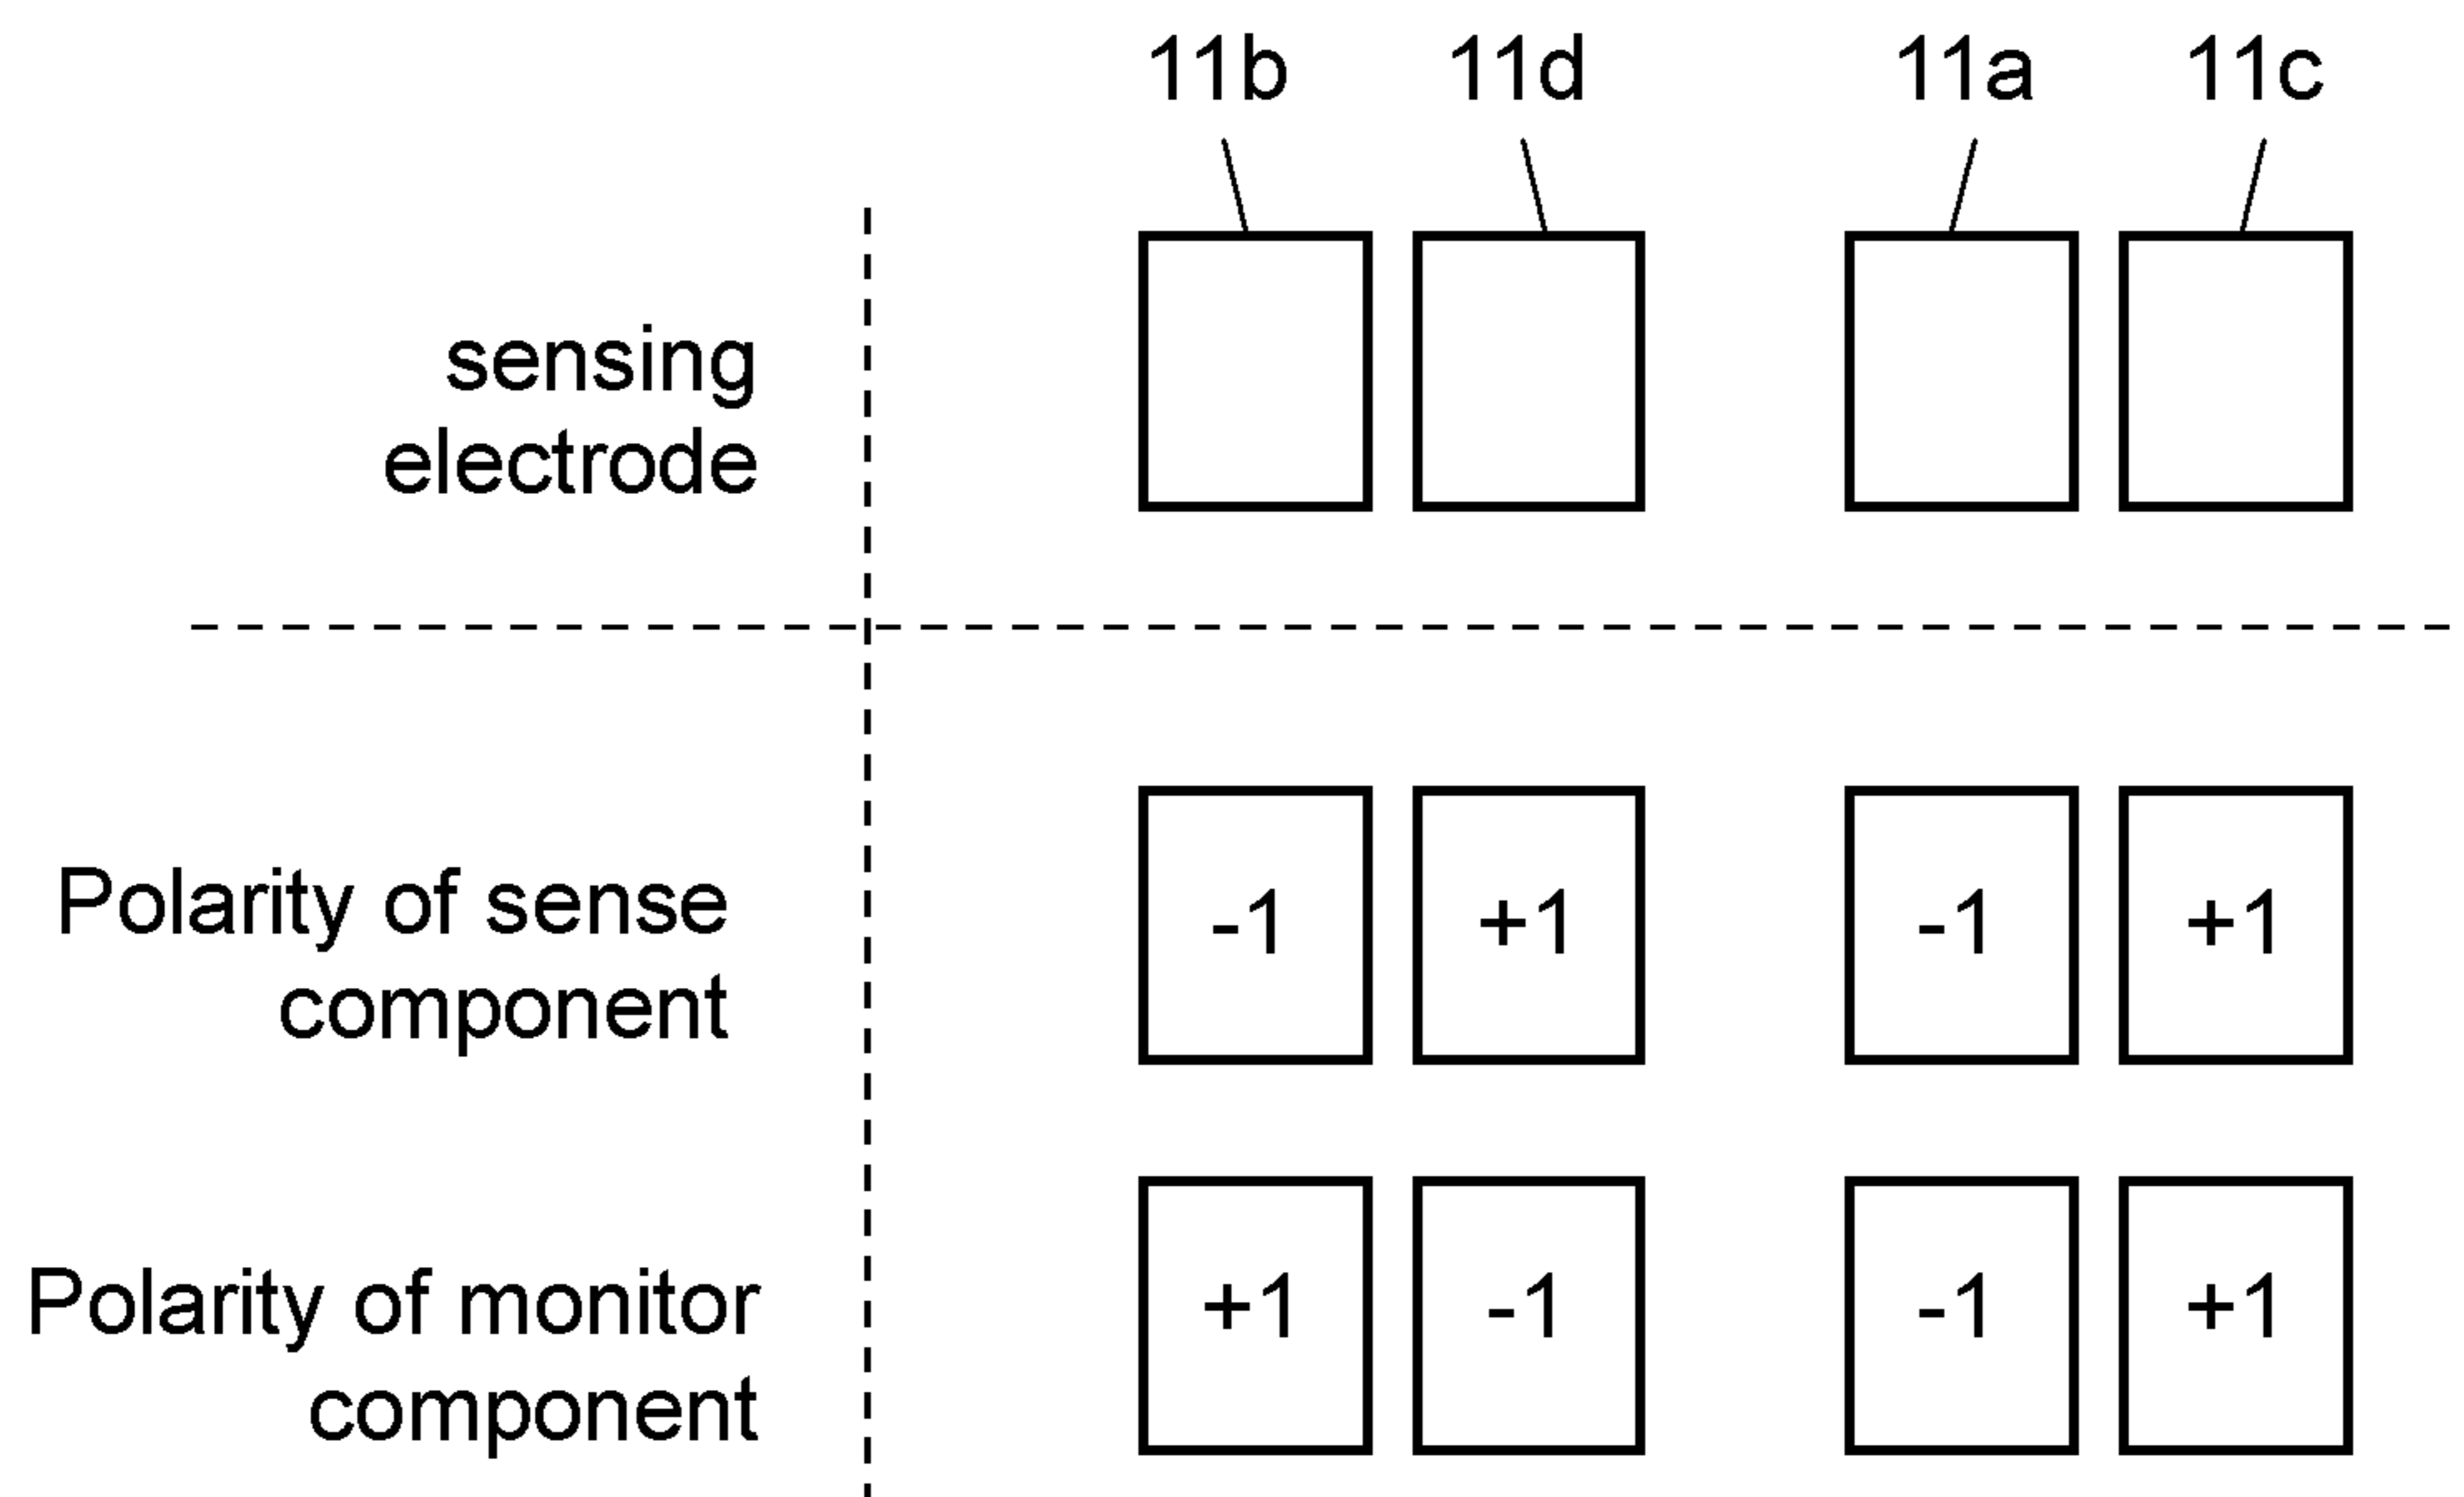 11b 11d 11a 11c
sensing
electrode
Polarity of sense
component
-1 +1 -1 +1
Polarity of monitor
component
+1 -1 -1 +1